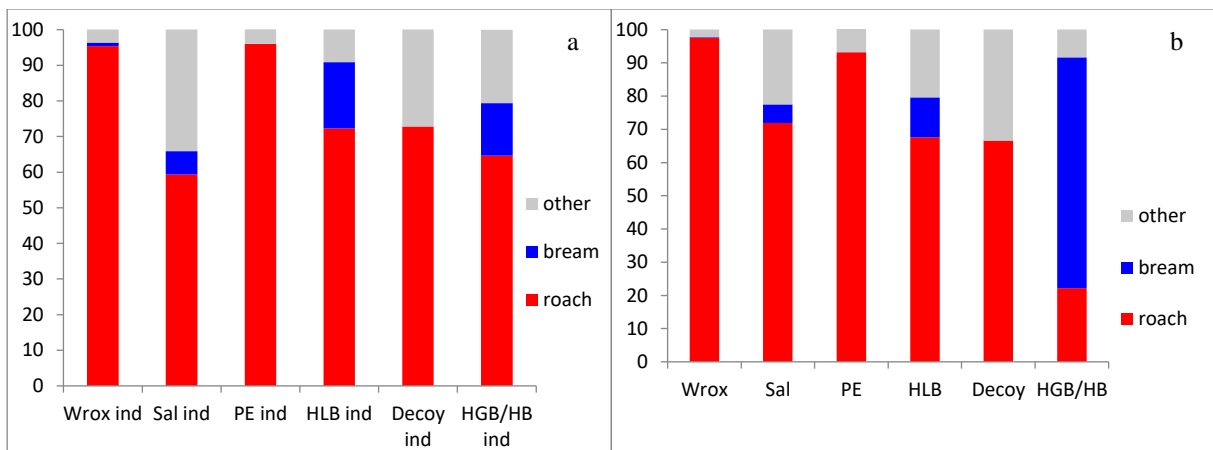 100
90
80
70
60
50
40
30
20
10
0
a
other
bream
roach
Wrox ind
Sal ind
PE ind
HLB ind
Decoy
ind
HGB/HB
ind
100
90
80
70
60
50
40
30
20
10
0
b
other
bream
roach
Wrox
Sal
PE
HLB
Decoy
HGB/HB